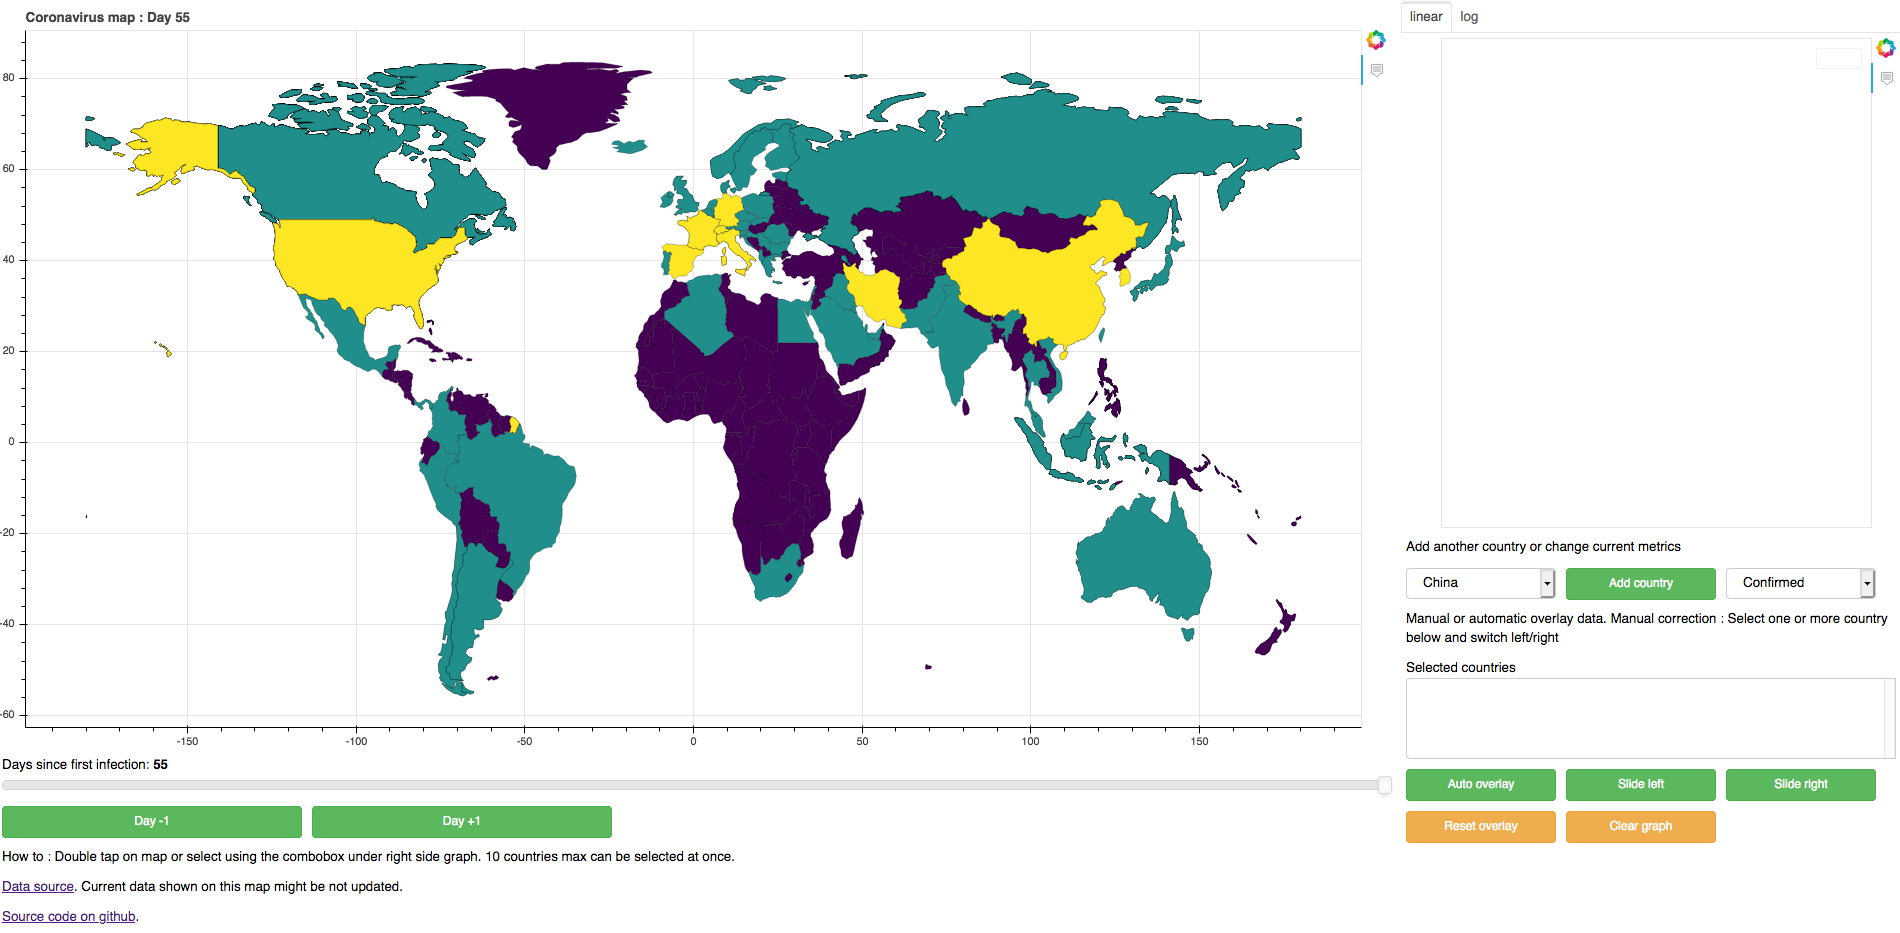 Coronavirus map : Day 55
80
60
40
20
0
-20
-40
-60
-150
-100
-50
0
50
100
150
Days since first infection: 55
Day -1
Day +1
How to : Double tap on map or select using the combobox under right side graph. 10 countries max can be selected at once.
Data source. Current data shown on this map might be not updated.
Source code on github.
linear
log
Add another country or change current metrics
China
Add country
Confirmed
Manual or automatic overlay data. Manual correction : Select one or more country
below and switch left/right
Selected countries
Auto overlay
Slide left
Slide right
Reset overlay
Clear graph